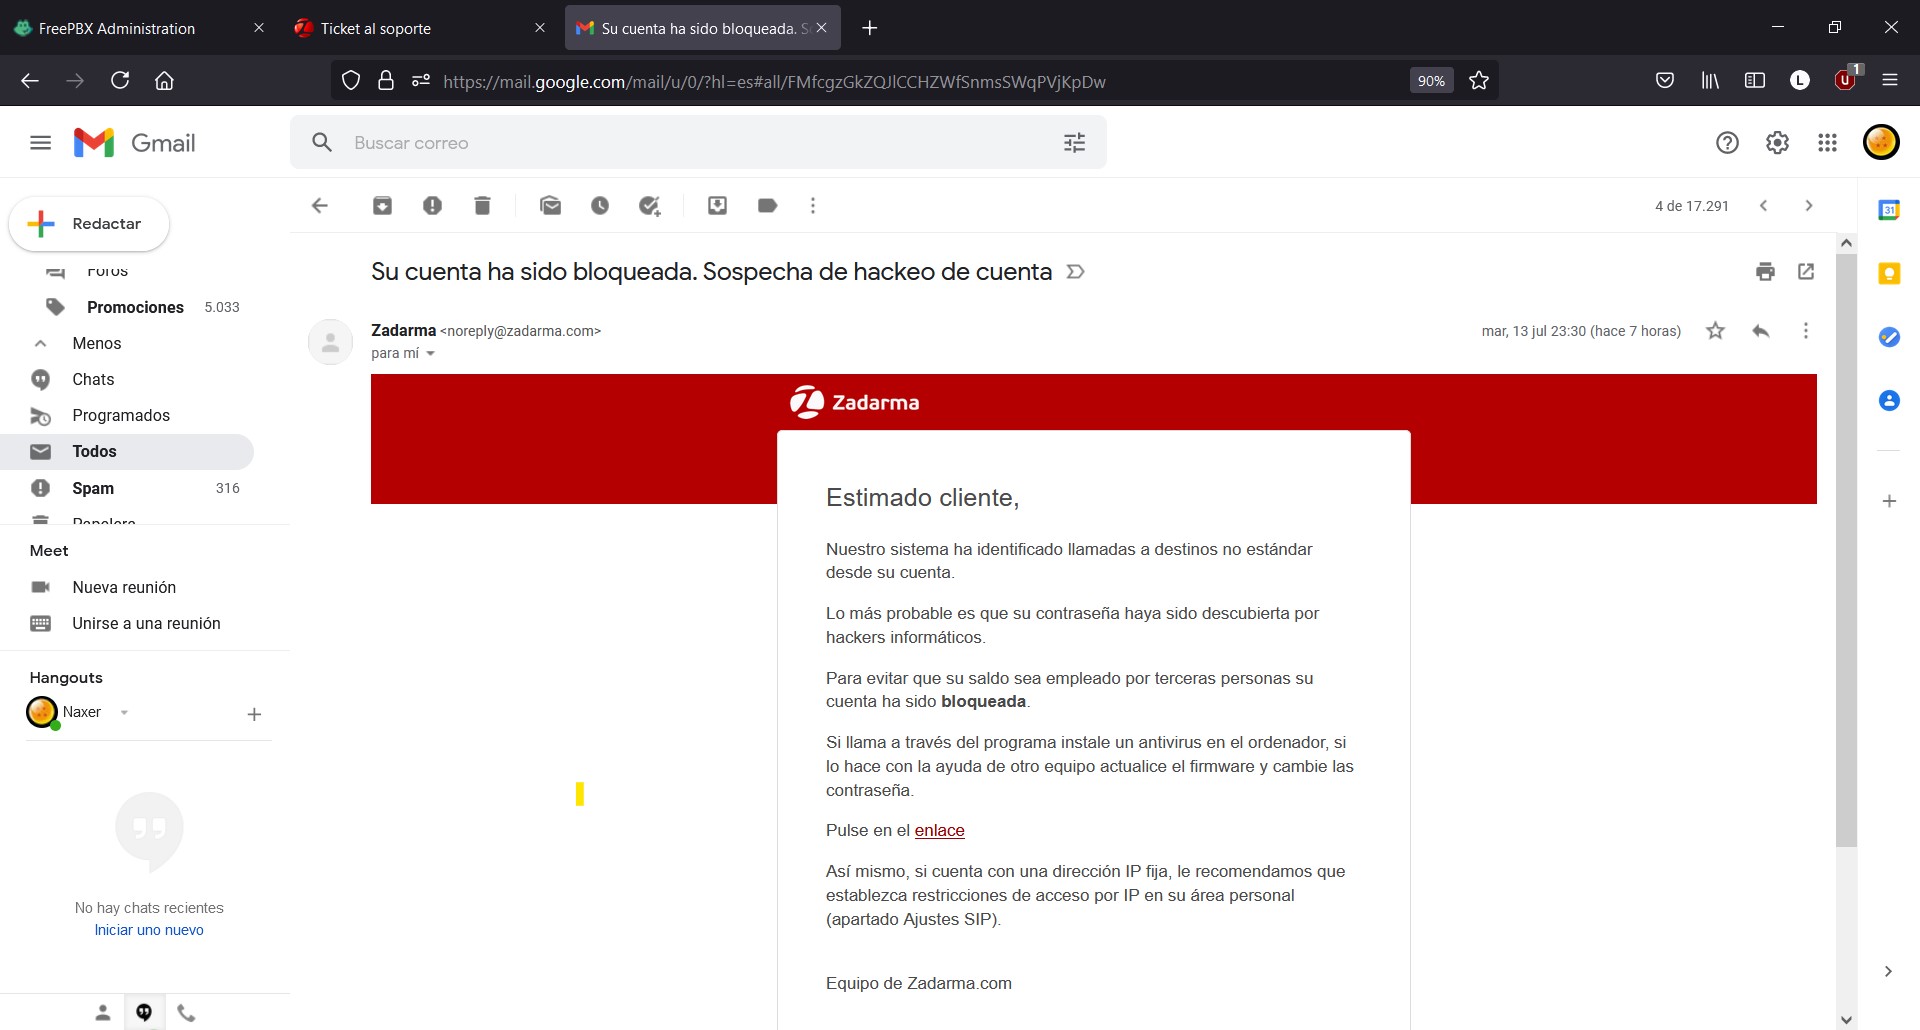 FreePBX Administration
Ticket al soporte
Su cuenta ha sido bloqueada. S
https://mail.google.com/mail/u/0/?hl=es#all/FMfcgzGkZQJlCCHZWfSnmsSWqPVjKpDw
90%
L
1
Gmail
Buscar correo
Redactar
4 de 17.291
31
Foros
Promociones 5.033
Menos
Chats
Programados
Todos
Spam 316
Papelera
Meet
Nueva reunión
Unirse a una reunión
Hangouts
Naxer
No hay chats recientes
Iniciar uno nuevo
Su cuenta ha sido bloqueada. Sospecha de hackeo de cuenta
Zadarma <noreply@zadarma.com>
mar, 13 jul 23:30 (hace 7 horas)
para mí
Zadarma
Estimado cliente,
Nuestro sistema ha identificado llamadas a destinos no estándar
desde su cuenta.
Lo más probable es que su contraseña haya sido descubierta por
hackers informáticos.
Para evitar que su saldo sea empleado por terceras personas su
cuenta ha sido bloqueada.
Si llama a través del programa instale un antivirus en el ordenador, si
lo hace con la ayuda de otro equipo actualice el firmware y cambie las
contraseña.
Pulse en el enlace
Así mismo, si cuenta con una dirección IP fija, le recomendamos que
establezca restricciones de acceso por IP en su área personal
(apartado Ajustes SIP).
Equipo de Zadarma.com